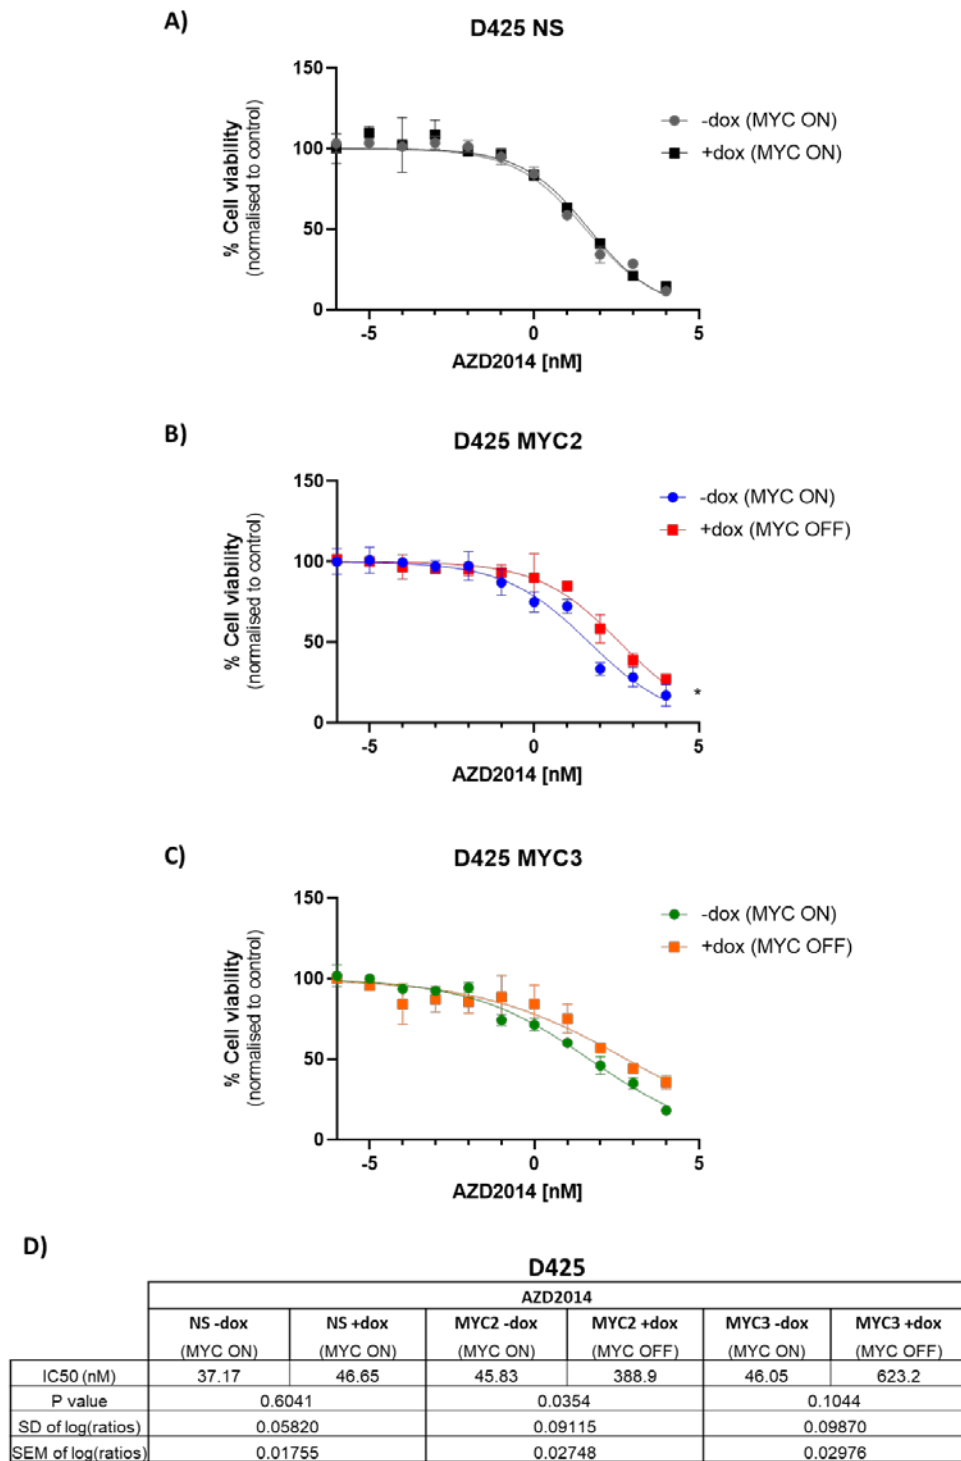 A)
D425 NS
150
100
50
0
% Cell viability
(normalised to control)
-5
0
5
AZD2014 [nM]
-dox (MYC ON)
+dox (MYC ON)
B)
D425 MYC2
150
100
50
0
% Cell viability
(normalised to control)
-5
0
5
AZD2014 [nM]
-dox (MYC ON)
+dox (MYC OFF)
*
C)
D425 MYC3
150
100
50
0
% Cell viability
(normalised to control)
-5
0
5
AZD2014 [nM]
-dox (MYC ON)
+dox (MYC OFF)
D)
D425
AZD2014
NS -dox NS +dox MYC2 -dox MYC2 +dox MYC3 -dox MYC3 +dox
(MYC ON) (MYC ON) (MYC ON) (MYC OFF) (MYC ON) (MYC OFF)
IC50 (nM) 37.17 46.65 45.83 388.9 46.05 623.2
P value 0.6041 0.0354 0.1044
SD of log(ratios) 0.05820 0.09115 0.09870
SEM of log(ratios) 0.01755 0.02748 0.02976